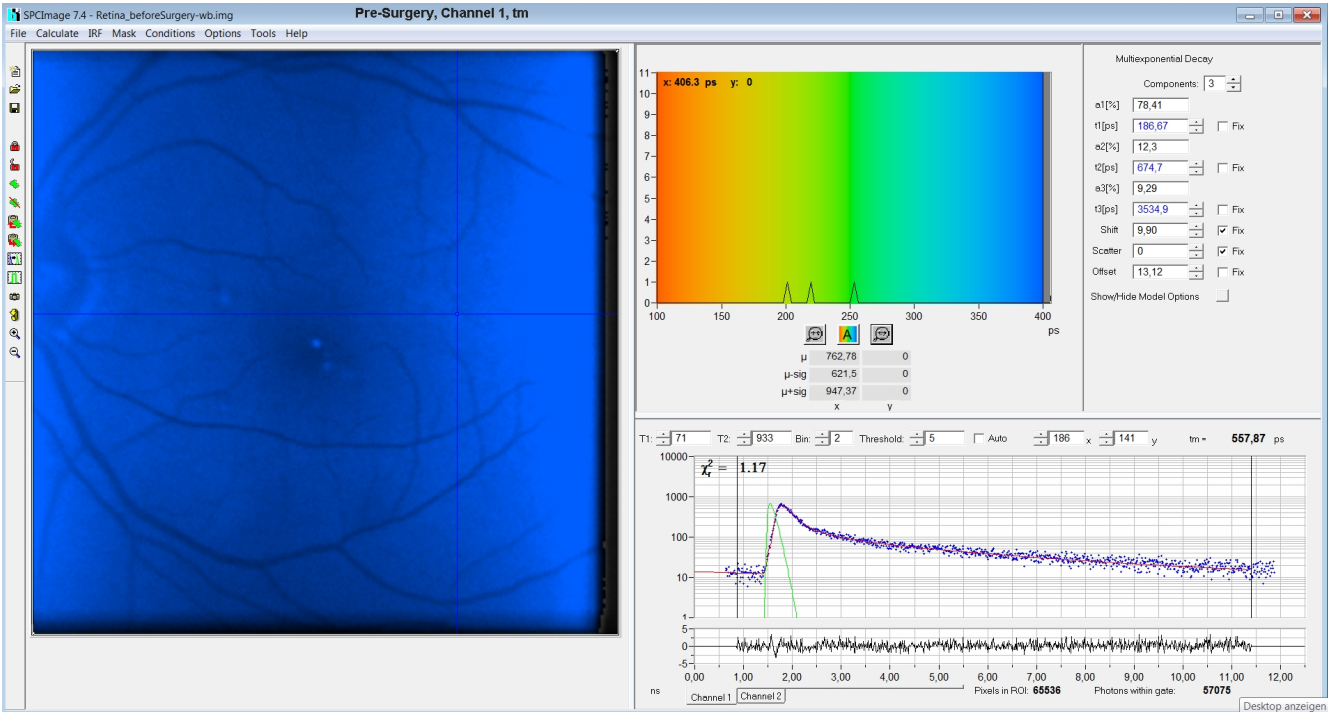 SPCImage 7.4 - Retina_beforeSurgery-wb.img
Pre-Surgery, Channel 1, tm
File Calculate IRF Mask Conditions Options Tools Help
x: 406.3 ps y: 0
11
10
9
8
7
6
5
4
3
2
1
0
100 150 200 250 300 350 400
ps
A
μ 762,78 0
μ-sig 621,5 0
μ+sig 947,37 0
x y
Multiexponential Decay
Components: 3
a1[%] 78,41
t1[ps] 186,67 Fix
a2[%] 12,3
t2[ps] 674,7 Fix
a3[%] 9,29
t3[ps] 3534,9 Fix
Shift 9,90 Fix
Scatter 0 Fix
Offset 13,12 Fix
Show/Hide Model Options
T1: 71 T2: 933 Bin: 2 Threshold: 5 Auto 186 x 141 y tm = 557,87 ps
χ²r = 1.17
10000
1000
100
10
1
5
0
-5
0,00 1,00 2,00 3,00 4,00 5,00 6,00 7,00 8,00 9,00 10,00 11,00 12,00
ns Channel 1 Channel 2 Pixels in ROI: 65536 Photons within gate: 57075
Desktop anzeigen